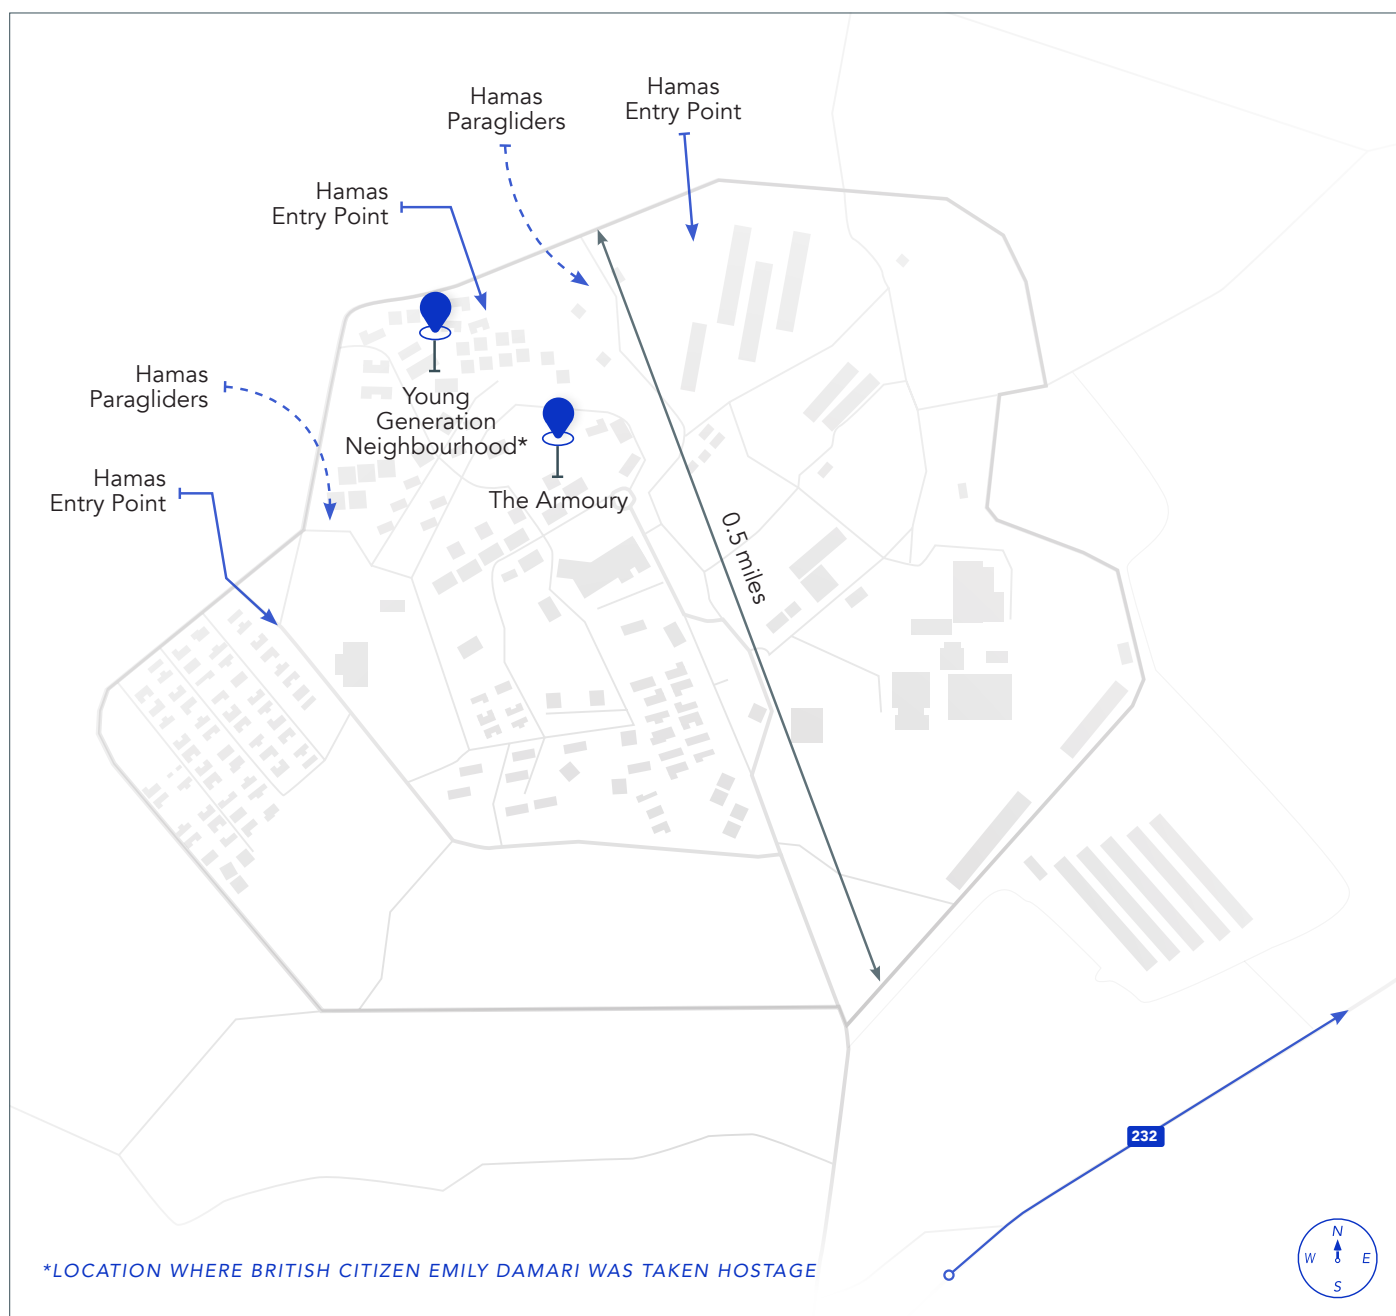 Hamas
Entry Point
Hamas
Paragliders
Hamas
Entry Point
Hamas
Paragliders
Young
Generation
Neighbourhood*
The Armoury
Hamas
Entry Point
0.5 miles
232
N
W
E
S
*LOCATION WHERE BRITISH CITIZEN EMILY DAMARI WAS TAKEN HOSTAGE